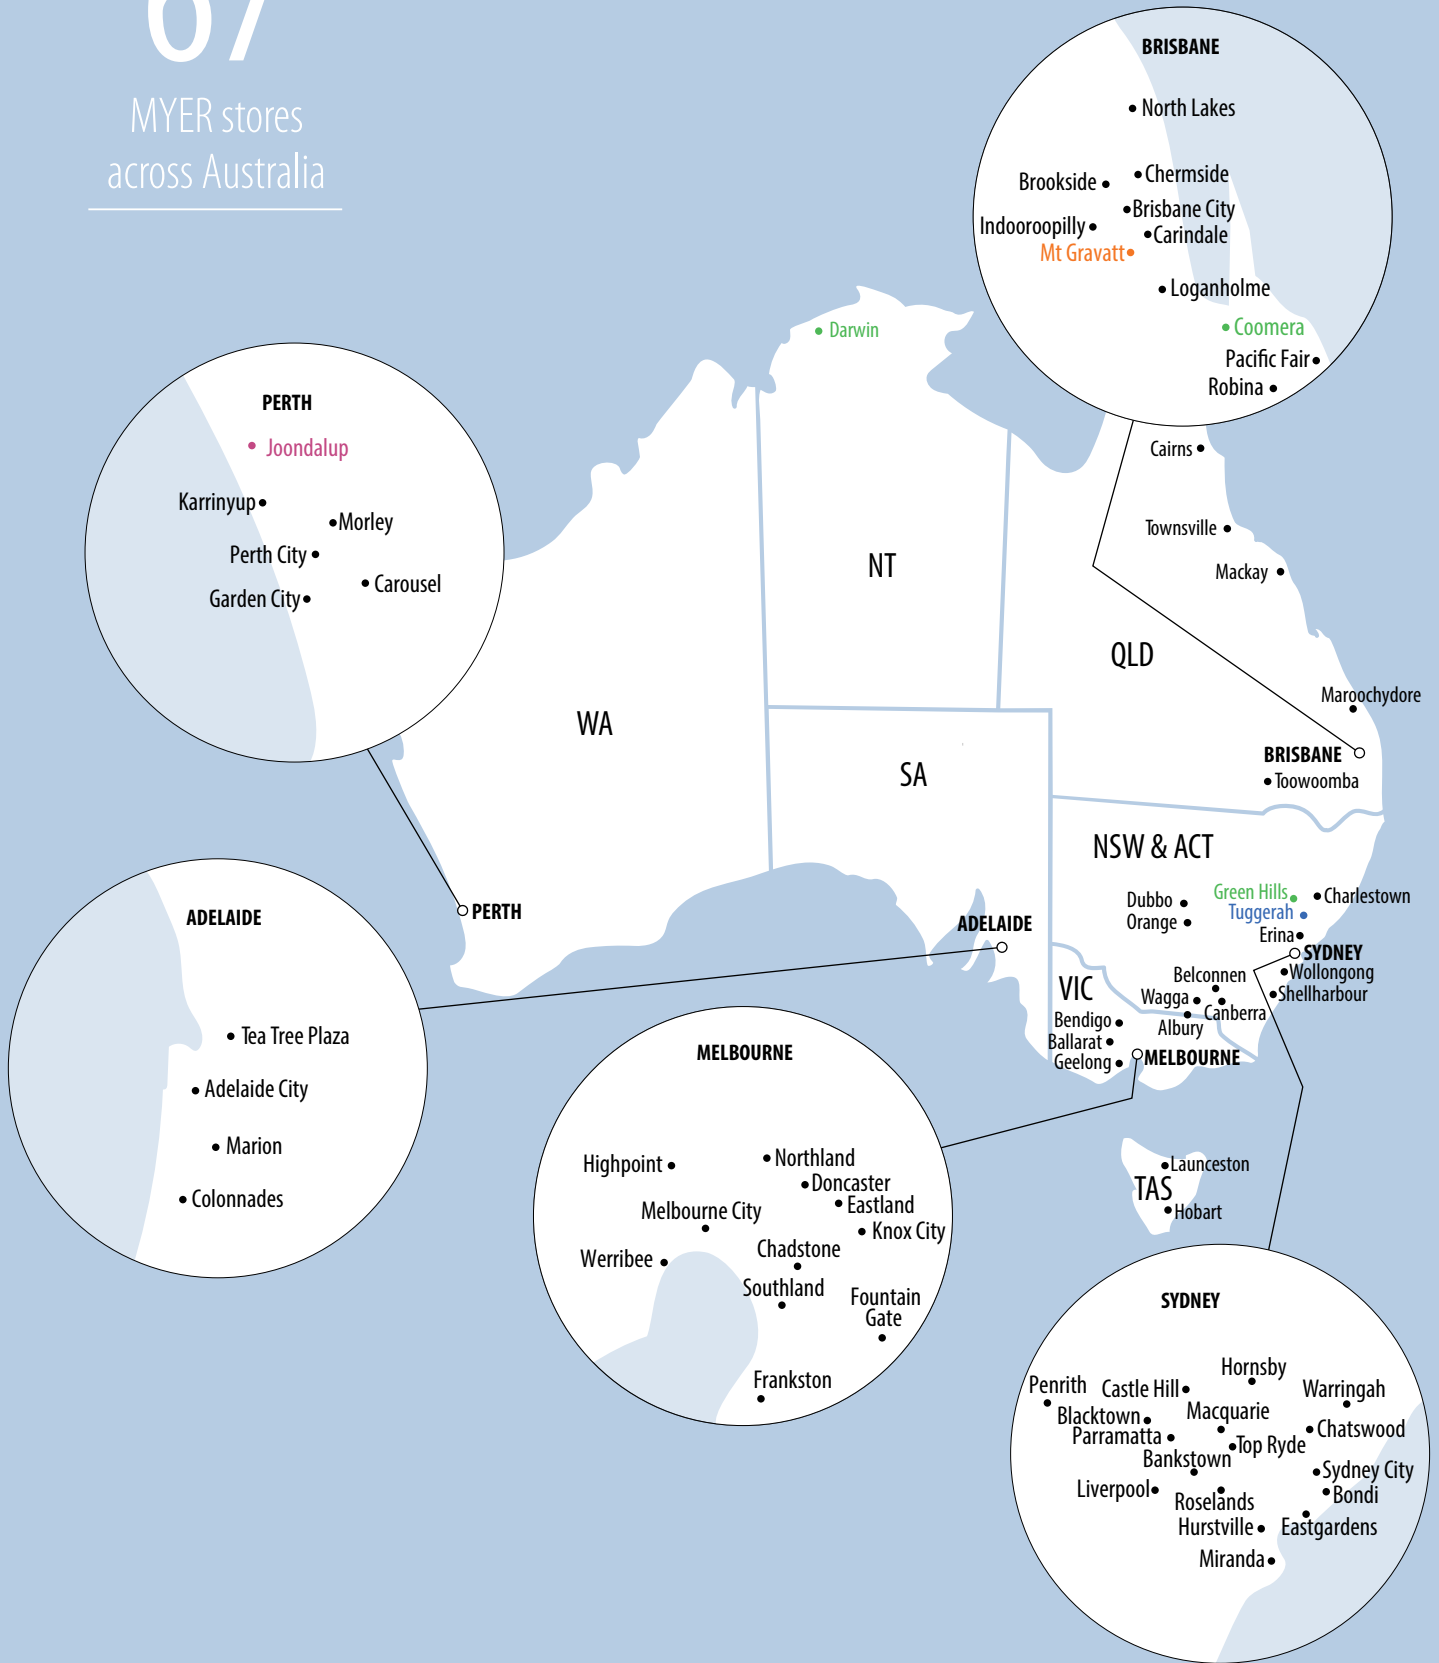 67
MYER stores
across Australia
BRISBANE
North Lakes
Chermside
Brookside
Brisbane City
Indooroopilly
Carindale
Mt Gravatt
Loganholme
Coomera
Pacific Fair
Robina
Darwin
PERTH
Joondalup
Karrinyup
Morley
Perth City
Carousel
Garden City
Cairns
Townsville
Mackay
NT
QLD
WA
SA
Maroochydore
BRISBANE
Toowoomba
NSW & ACT
Green Hills
Charlestown
Dubbo
Tuggerah
Orange
Erina
SYDNEY
Wollongong
Shellharbour
Belconnen
Wagga
Canberra
Albury
PERTH
ADELAIDE
VIC
Bendigo
Ballarat
Geelong
MELBOURNE
ADELAIDE
Tea Tree Plaza
Adelaide City
Marion
Colonnades
MELBOURNE
Northland
Highpoint
Doncaster
Eastland
Melbourne City
Knox City
Chadstone
Werribee
Southland
Fountain
Gate
Frankston
Launceston
TAS
Hobart
SYDNEY
Hornsby
Penrith
Castle Hill
Warringah
Blacktown
Macquarie
Chatswood
Parramatta
Top Ryde
Bankstown
Sydney City
Liverpool
Bondi
Roselands
Hurstville
Eastgardens
Miranda